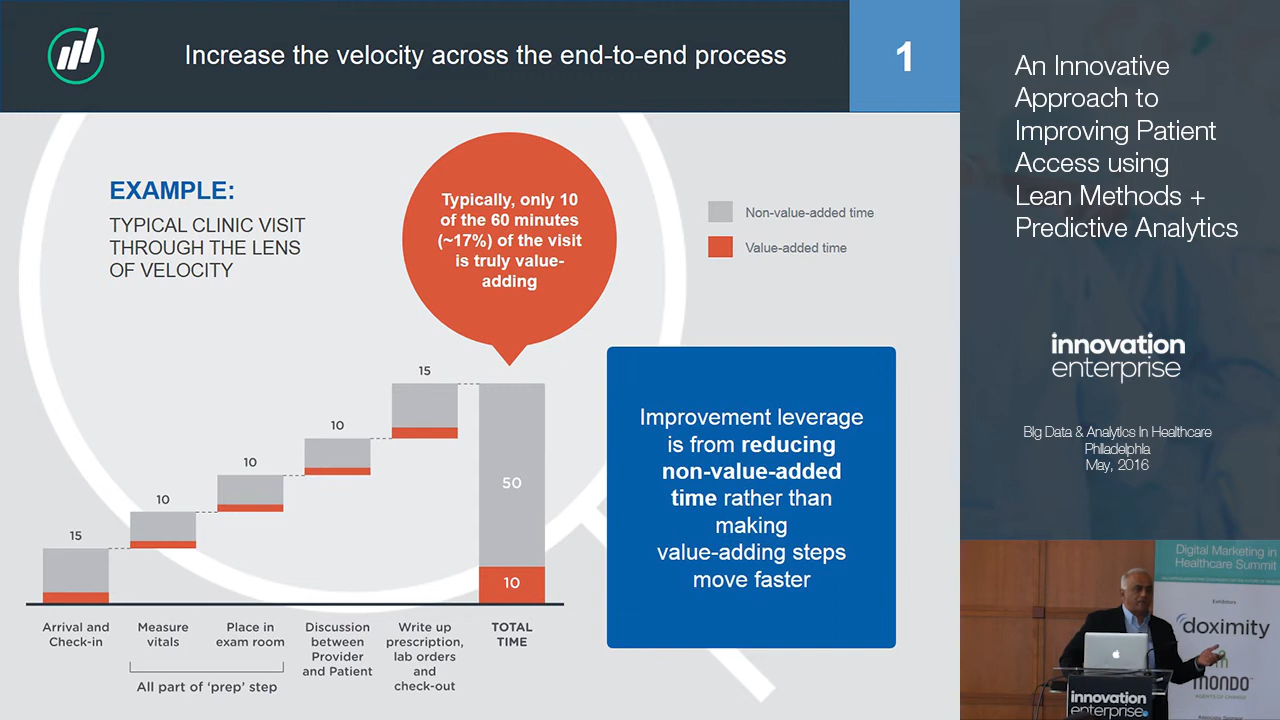 Increase the velocity across the end-to-end process
1
EXAMPLE:
TYPICAL CLINIC VISIT
THROUGH THE LENS
OF VELOCITY
Typically, only 10
of the 60 minutes
(~17%) of the visit
is truly value-
adding
Non-value-added time
Value-added time
15
10
10
10
15
50
10
Arrival and
Check-in
Measure
vitals
Place in
exam room
Discussion
between
Provider
and Patient
Write up
prescription,
lab orders
and
check-out
TOTAL
TIME
All part of 'prep' step
Improvement leverage
is from reducing
non-value-added
time rather than
making
value-adding steps
move faster
An Innovative
Approach to
Improving Patient
Access using
Lean Methods +
Predictive Analytics
innovation
enterprise
Big Data & Analytics In Healthcare
Philadelphia
May, 2016
Digital Marketing in
Healthcare Summit
Exhibitors
doximity
MONDO
AGENTS OF CHANGE
innovation
enterprise